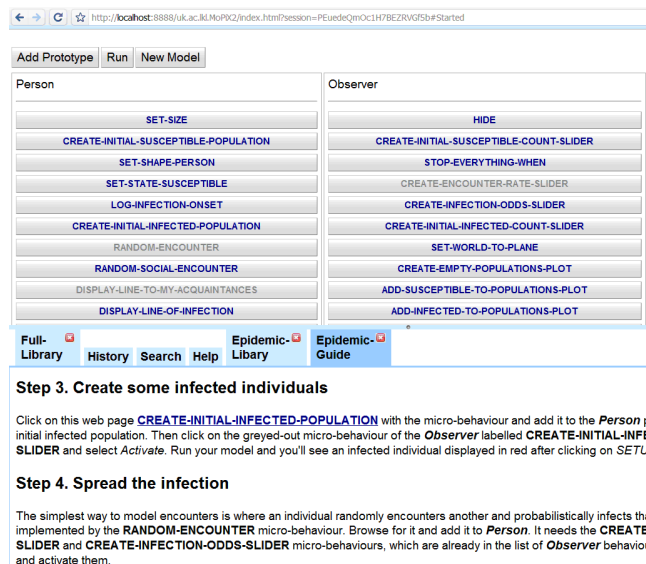 http://localhost:8888/uk.ac.lkl.MoPiX2/index.html?session=PEuedeQmOc1H7BEZRVGf5b#Started
Add Prototype Run New Model
Person
SET-SIZE
CREATE-INITIAL-SUSCEPTIBLE-POPULATION
SET-SHAPE-PERSON
SET-STATE-SUSCEPTIBLE
LOG-INFECTION-ONSET
CREATE-INITIAL-INFECTED-POPULATION
RANDOM-ENCOUNTER
RANDOM-SOCIAL-ENCOUNTER
DISPLAY-LINE-TO-MY-ACQUAINTANCES
DISPLAY-LINE-OF-INFECTION
Observer
HIDE
CREATE-INITIAL-SUSCEPTIBLE-COUNT-SLIDER
STOP-EVERYTHING-WHEN
CREATE-ENCOUNTER-RATE-SLIDER
CREATE-INFECTION-ODDS-SLIDER
CREATE-INITIAL-INFECTED-COUNT-SLIDER
SET-WORLD-TO-PLANE
CREATE-EMPTY-POPULATIONS-PLOT
ADD-SUSCEPTIBLE-TO-POPULATIONS-PLOT
ADD-INFECTED-TO-POPULATIONS-PLOT
Full-
Library
History
Search
Help
Epidemic-
Libary
Epidemic-
Guide
Step 3. Create some infected individuals
Click on this web page CREATE-INITIAL-INFECTED-POPULATION with the micro-behaviour and add it to the Person p
initial infected population. Then click on the greyed-out micro-behaviour of the Observer labelled CREATE-INITIAL-INFE
SLIDER and select Activate. Run your model and you'll see an infected individual displayed in red after clicking on SETU
Step 4. Spread the infection
The simplest way to model encounters is where an individual randomly encounters another and probabilistically infects tha
implemented by the RANDOM-ENCOUNTER micro-behaviour. Browse for it and add it to Person. It needs the CREATE
SLIDER and CREATE-INFECTION-ODDS-SLIDER micro-behaviours, which are already in the list of Observer behaviou
and activate them.